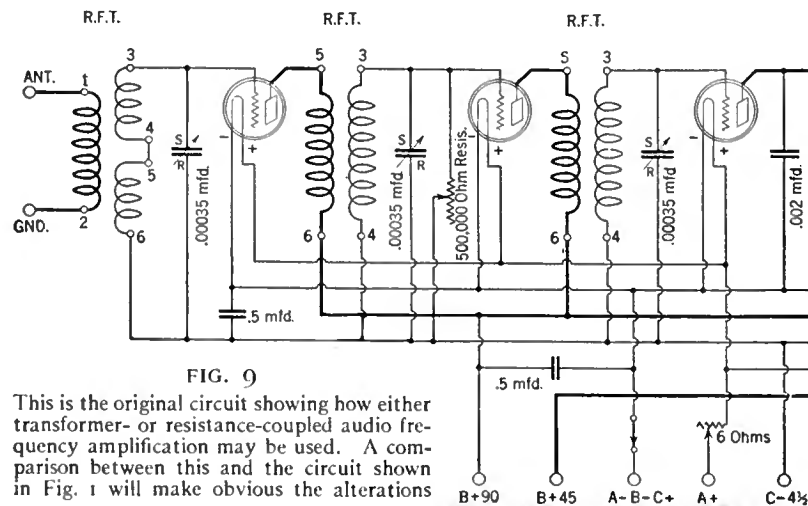 R.F.T. R.F.T. R.F.T.
ANT. 1 3 5 3 S 3
- + - + - +
4 S R .00035 mfd. S R .00035 mfd. 500,000 Ohm Resis. S R .00035 mfd. .002 mfd.
5
GND. 2 6 6 4 6 4
.5 mfd.
.5 mfd.
FIG. 9
This is the original circuit showing how either
transformer- or resistance-coupled audio fre-
quency amplification may be used. A com-
parison between this and the circuit shown
in Fig. 1 will make obvious the alterations
6 Ohms
B+90 B+45 A-B-C+ A+ C-4½